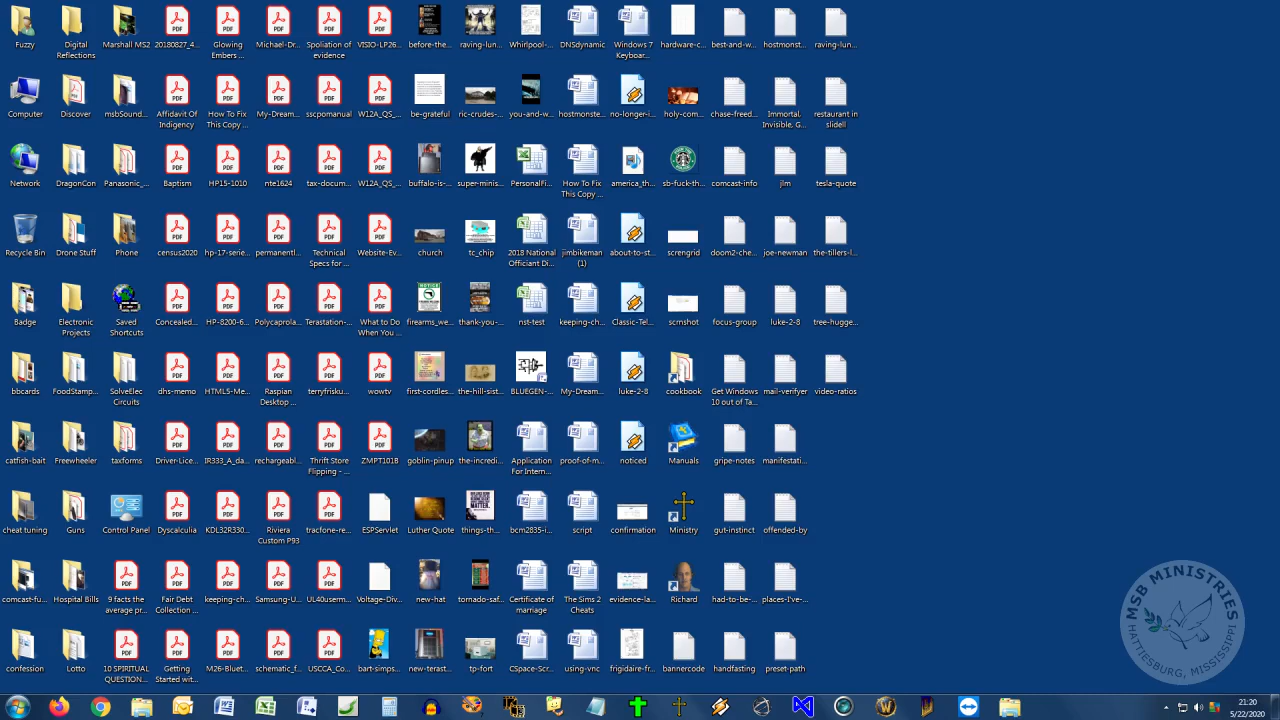 Fuzzy
Digital
Reflections
Marshall MS2
20180827_4...
Glowing
Embers ...
Michael-Dr...
Spoliation of
evidence
VISIO-LP26...
before-the...
raving-lun...
Whirlpool-...
DNSdynamic
Windows 7
Keyboar...
hardware-c...
best-and-w...
hostmonst...
raving-lun...
Computer
Discover
msbSound...
Affidavit Of
Indigency
How To Fix
This Copy ...
My-Dream...
sscpomanual
W12A_QS_...
be-grateful
ric-crudes-...
you-and-w...
hostmonste...
no-longer-i...
holy-com...
chase-freed...
Immortal,
Invisible, G...
restaurant in
slidell
Network
DragonCon
Panasonic_...
Baptism
HP15-1010
nte1624
tax-docum...
W12A_QS_...
buffalo-is-...
super-minis...
PersonalFi...
How To Fix
This Copy ...
america_th...
sb-fuck-th...
comcast-info
jlm
tesla-quote
Recycle Bin
Drone Stuff
Phone
census2020
hp-17-serie...
permanentl...
Technical
Specs for ...
Website-Ev...
church
tc_chip
2018 National
Officiant Di...
jimbikeman
(1)
about-to-st...
screngrid
doom2-che...
joe-newman
the-tillers-l...
Badge
Electronic
Projects
Saved
Shortcuts
Concealed...
HP-8200-6...
Polycaprola...
Terastation-...
What to Do
When You ...
firearms_we...
thank-you-...
nst-test
keeping-ch...
Classic-Tel...
scrnshot
focus-group
luke-2-8
tree-hugge...
bboards
FoodStamp...
SolveElec
Circuits
dhs-memo
HTML5-Me...
Raspian
Desktop ...
terryfrisku...
wowtv
first-cordles...
the-hill-sist...
BLUEGEN-...
My-Dream...
luke-2-8
cookbook
Get Windows
10 out of Ta...
mail-verifyer
video-ratios
catfish-bait
Freewheeler
taxforms
Driver-Lice...
IR333_A_da...
rechargeabl...
Thrift Store
Flipping - ...
ZMPT101B
goblin-pinup
the-incredi...
Application
For Intern...
proof-of-m...
noticed
Manuals
gripe-notes
manifestati...
cheat tuning
Guns
Control Panel
Dyscalculia
KDL32R330...
Riviera
Custom P93
tracfone-re...
ESPServlet
Luther Quote
things-th...
bcm2835-i...
script
confirmation
Ministry
gut-instinct
offended-by
comcast-fu...
Hospital Bills
9 facts the
average pr...
Fair Debt
Collection ...
keeping-ch...
Samsung-U...
UL40userm...
Voltage-Div...
new-hat
tornado-saf...
Certificate of
marriage
The Sims 2
Cheats
evidence-la...
Richard
had-to-be-...
places-I've-...
confession
Lotto
10 SPIRITUAL
QUESTION...
Getting
Started wit...
M26-Bluet...
schematic_f...
USCCA_Co...
bart-simps...
new-terast...
tp-fort
CSpace-Scr...
using-vnc
frigidaire-fr...
bannercode
handfasting
preset-path
MSB MINISTRIES
HATTIESBURG, MISSISSIPPI
21:20
5/22/2020